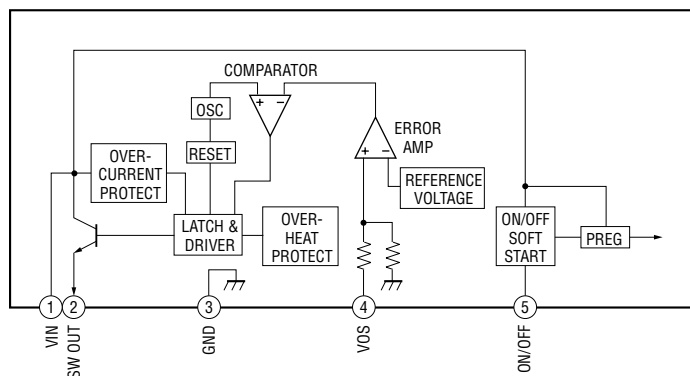 COMPARATOR
+
−
OSC
ERROR
AMP
+
−
OVER-
CURRENT
PROTECT
RESET
REFERENCE
VOLTAGE
LATCH &
DRIVER
OVER-
HEAT
PROTECT
ON/OFF
SOFT
START
PREG
1
2
3
4
5
VIN
SW OUT
GND
VOS
ON/OFF